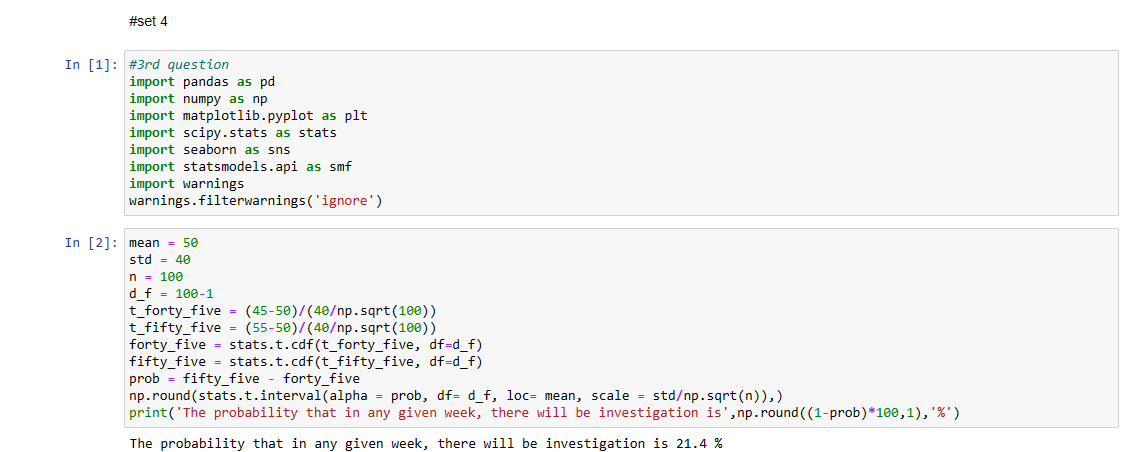 #set 4
In [1]: #3rd question
import pandas as pd
import numpy as np
import matplotlib.pyplot as plt
import scipy.stats as stats
import seaborn as sns
import statsmodels.api as smf
import warnings
warnings.filterwarnings('ignore')
In [2]: mean = 50
std = 40
n = 100
d_f = 100-1
t_forty_five = (45-50)/(40/np.sqrt(100))
t_fifty_five = (55-50)/(40/np.sqrt(100))
forty_five = stats.t.cdf(t_forty_five, df=d_f)
fifty_five = stats.t.cdf(t_fifty_five, df=d_f)
prob = fifty_five - forty_five
np.round(stats.t.interval(alpha = prob, df= d_f, loc= mean, scale = std/np.sqrt(n)),)
print('The probability that in any given week, there will be investigation is',np.round((1-prob)*100,1),'%')
The probability that in any given week, there will be investigation is 21.4 %